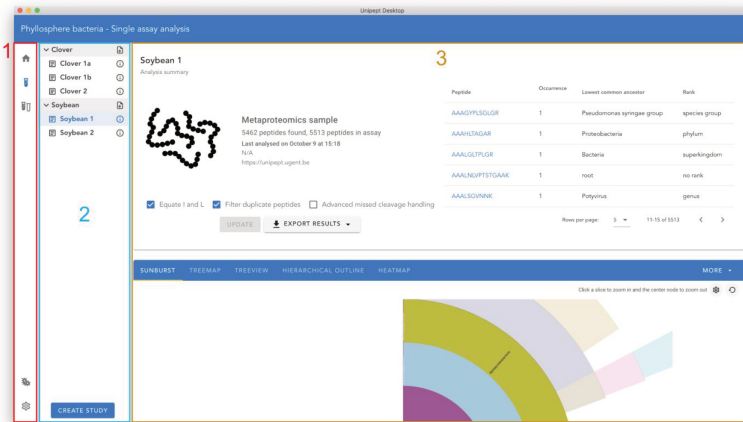 Unipept Desktop
Phyllosphere bacteria - Single assay analysis
1
Clover
Clover 1a
Clover 1b
Clover 2
Soybean
Soybean 1
Soybean 2
2
CREATE STUDY
3
Soybean 1
Analysis summary
Metaproteomics sample
5462 peptides found, 5513 peptides in assay
Last analysed on October 9 at 15:18
N/A
https://unipept.ugent.be
Equate I and L Filter duplicate peptides Advanced missed cleavage handling
UPDATE EXPORT RESULTS
Peptide Occurrence Lowest common ancestor Rank
AAAGYPLSGLGR 1 Pseudomonas syringae group species group
AAAHLTAGAR 1 Proteobacteria phylum
AAALGLTPLGR 1 Bacteria superkingdom
AAALNLVPTSTGAAK 1 root no rank
AAALSGVNNK 1 Potyvirus genus
Rows per page: 5 11-15 of 5513
SUNBURST TREEMAP TREEVIEW HIERARCHICAL OUTLINE HEATMAP MORE
Click a slice to zoom in and the center node to zoom out